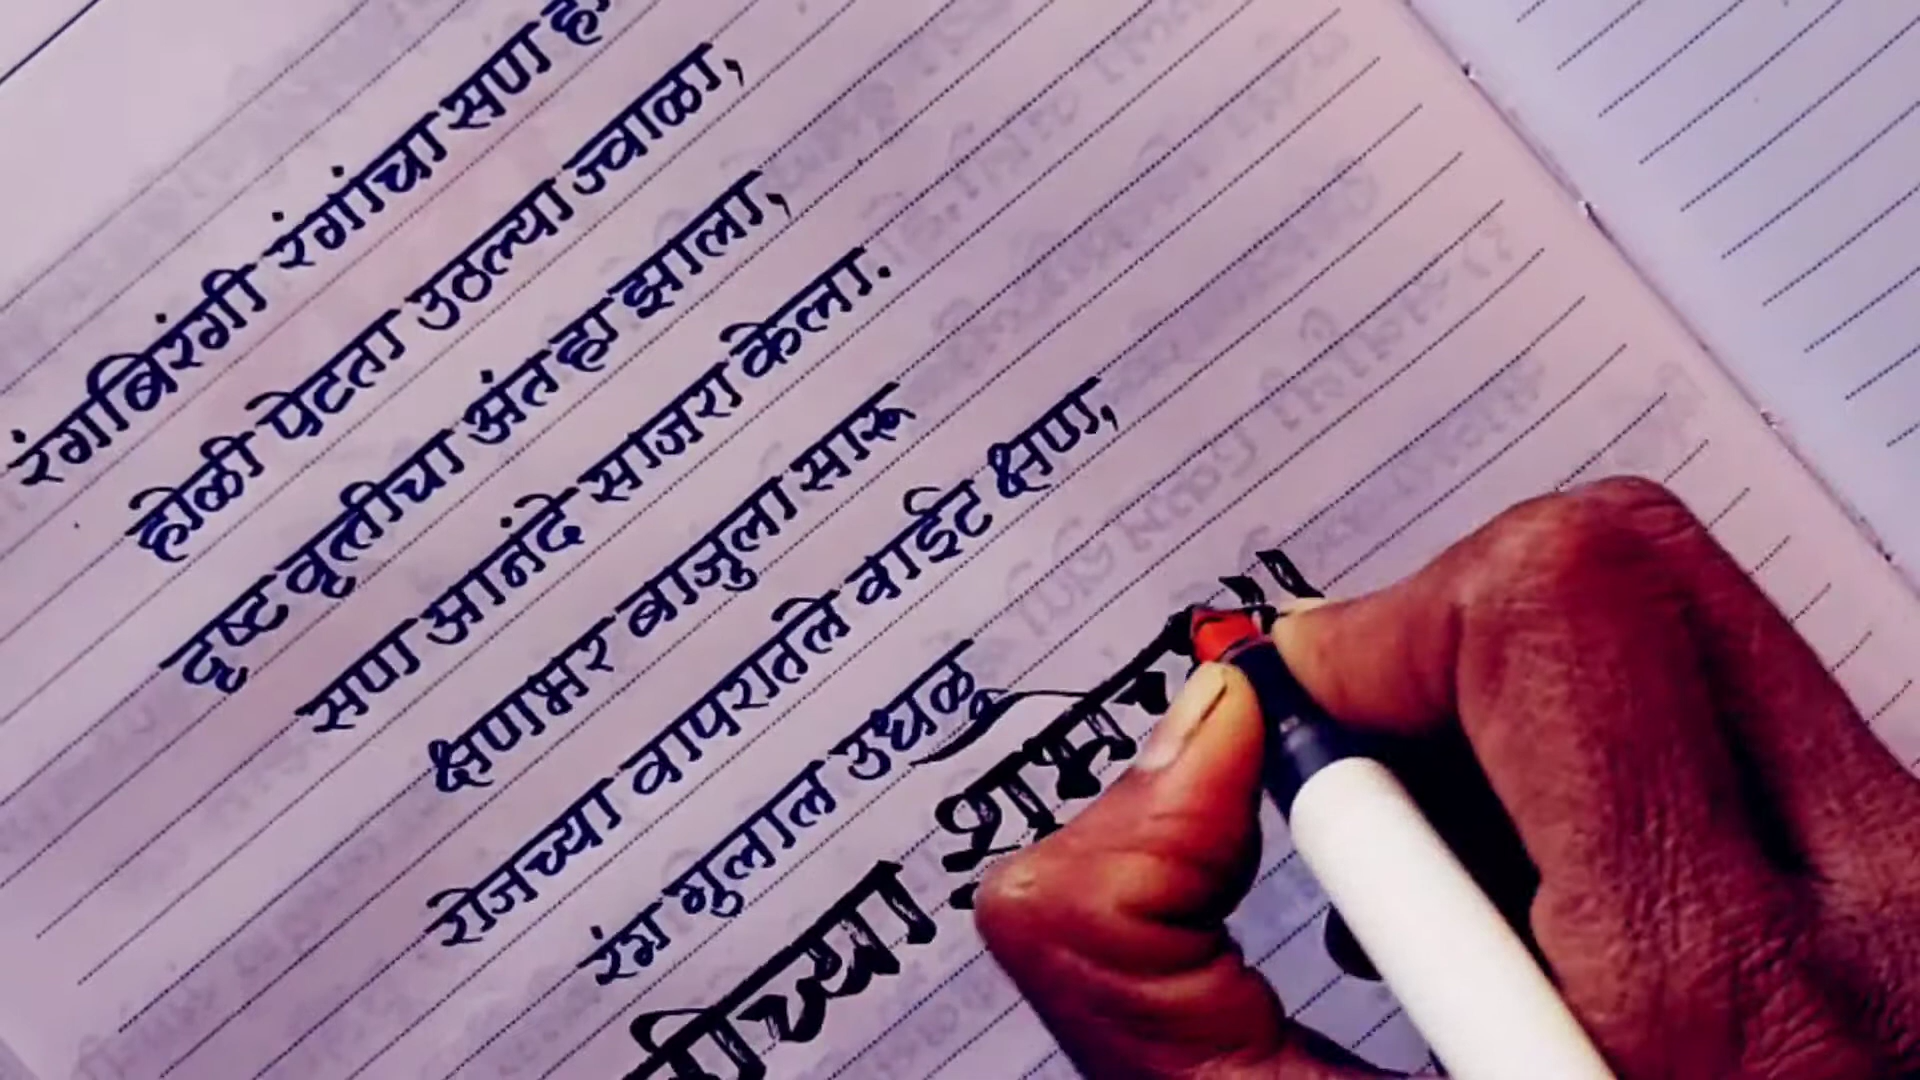 रंगबिरंगी रंगांचा सण
होळी पेटता उठल्या ज्वाळा,
दृष्ट वृत्तीचा अंत हा झाला,
सण आनंदे साजरा केला.
क्षणभर बाजुला सारू
रोजच्या वापरातले वाईट क्षण,
रंग गुलाल उधळू